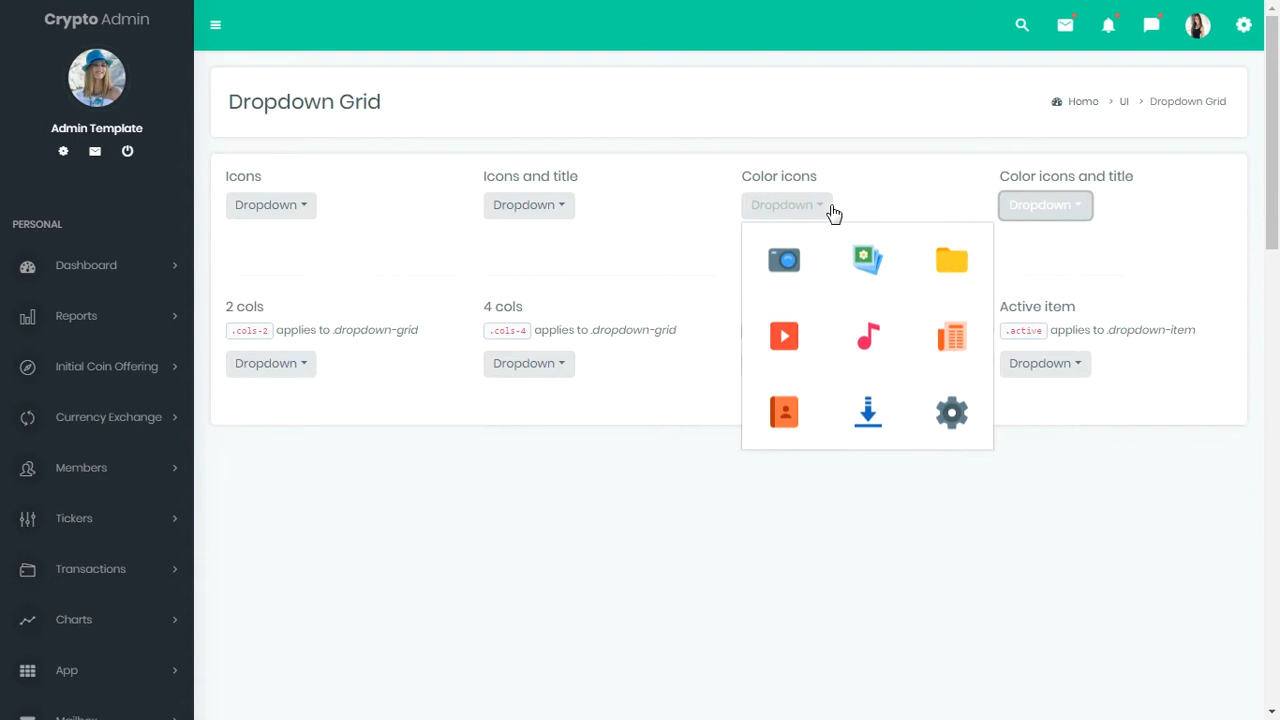 Crypto Admin
Admin Template
PERSONAL
Dashboard
Reports
Initial Coin Offering
Currency Exchange
Members
Tickers
Transactions
Charts
App
Dropdown Grid
Home > UI > Dropdown Grid
Icons
Dropdown
Icons and title
Dropdown
Color icons
Dropdown
Color icons and title
Dropdown
2 cols
.cols-2 applies to .dropdown-grid
Dropdown
4 cols
.cols-4 applies to .dropdown-grid
Dropdown
Active item
.active applies to .dropdown-item
Dropdown